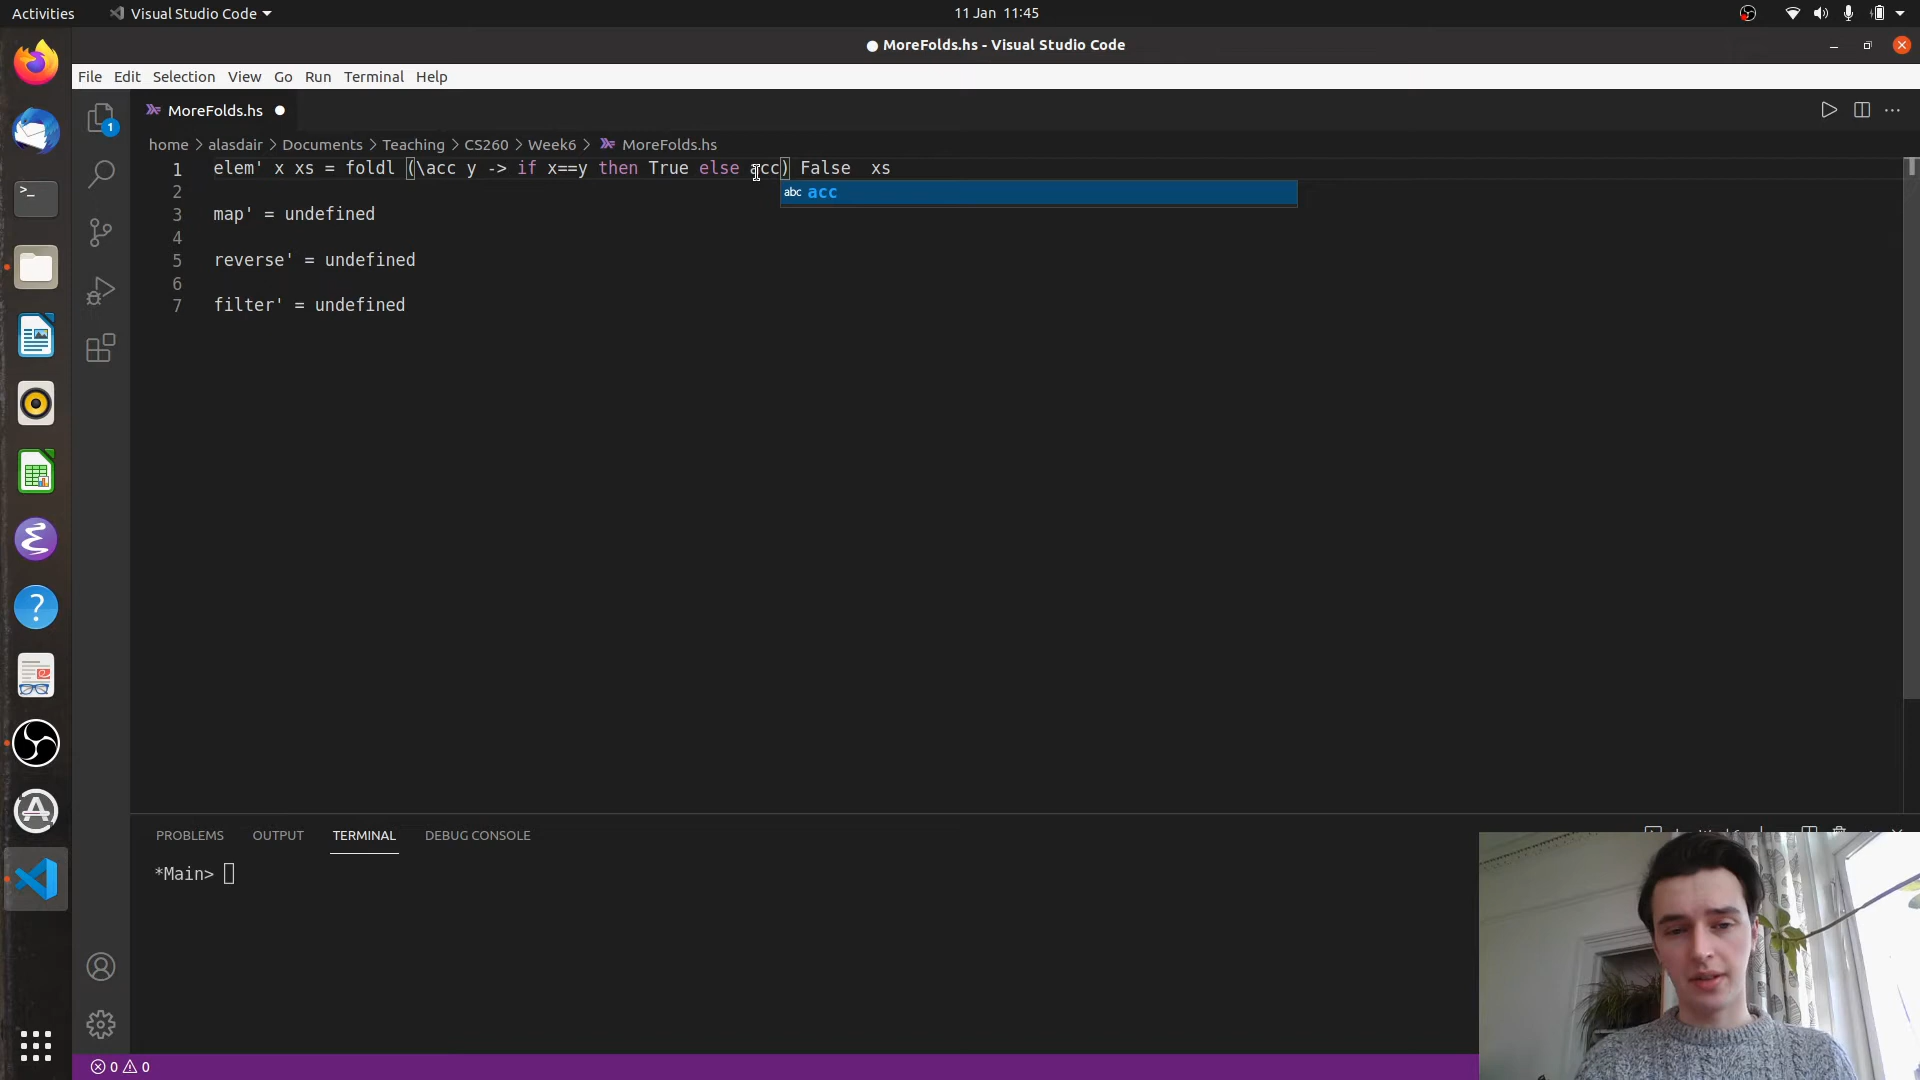 Activities
Visual Studio Code
11 Jan 11:45
● MoreFolds.hs - Visual Studio Code
File Edit Selection View Go Run Terminal Help
MoreFolds.hs ●
home > alasdair > Documents > Teaching > CS260 > Week6 > MoreFolds.hs
1 elem' x xs = foldl (\acc y -> if x==y then True else acc) False  xs
abc acc
2
3 map' = undefined
4
5 reverse' = undefined
6
7 filter' = undefined
1
PROBLEMS OUTPUT TERMINAL DEBUG CONSOLE
*Main>
0 0